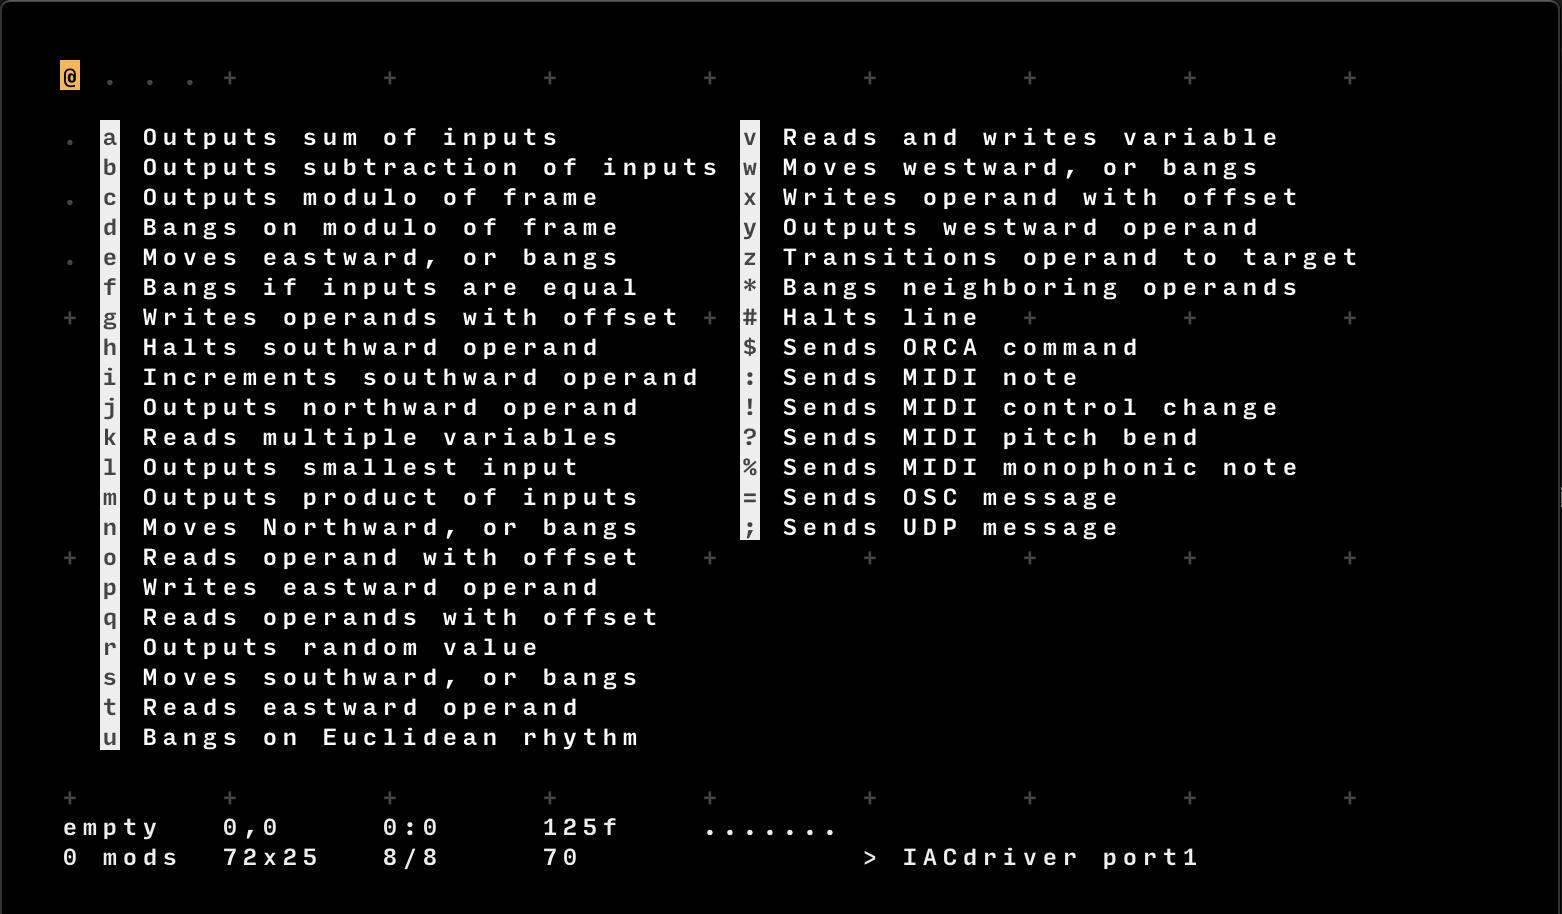 @ . . . + + + + + + + +
. a Outputs sum of inputs v Reads and writes variable
b Outputs subtraction of inputs w Moves westward, or bangs
. c Outputs modulo of frame x Writes operand with offset
d Bangs on modulo of frame y Outputs westward operand
. e Moves eastward, or bangs z Transitions operand to target
f Bangs if inputs are equal * Bangs neighboring operands
+ g Writes operands with offset + # Halts line + + +
h Halts southward operand $ Sends ORCA command
i Increments southward operand : Sends MIDI note
j Outputs northward operand ! Sends MIDI control change
k Reads multiple variables ? Sends MIDI pitch bend
l Outputs smallest input % Sends MIDI monophonic note
m Outputs product of inputs = Sends OSC message
n Moves Northward, or bangs ; Sends UDP message
+ o Reads operand with offset + + + + +
p Writes eastward operand
q Reads operands with offset
r Outputs random value
s Moves southward, or bangs
t Reads eastward operand
u Bangs on Euclidean rhythm
+ + + + + + + + +
empty 0,0 0:0 125f .......
0 mods 72x25 8/8 70 > IACdriver port1